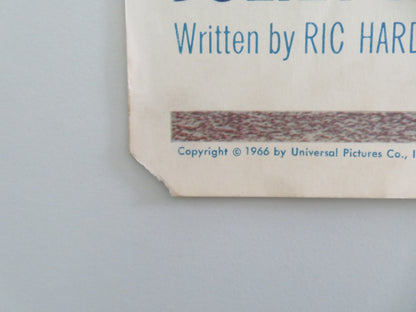 Written by RIC HARD
Copyright © 1966 by Universal Pictures Co., I